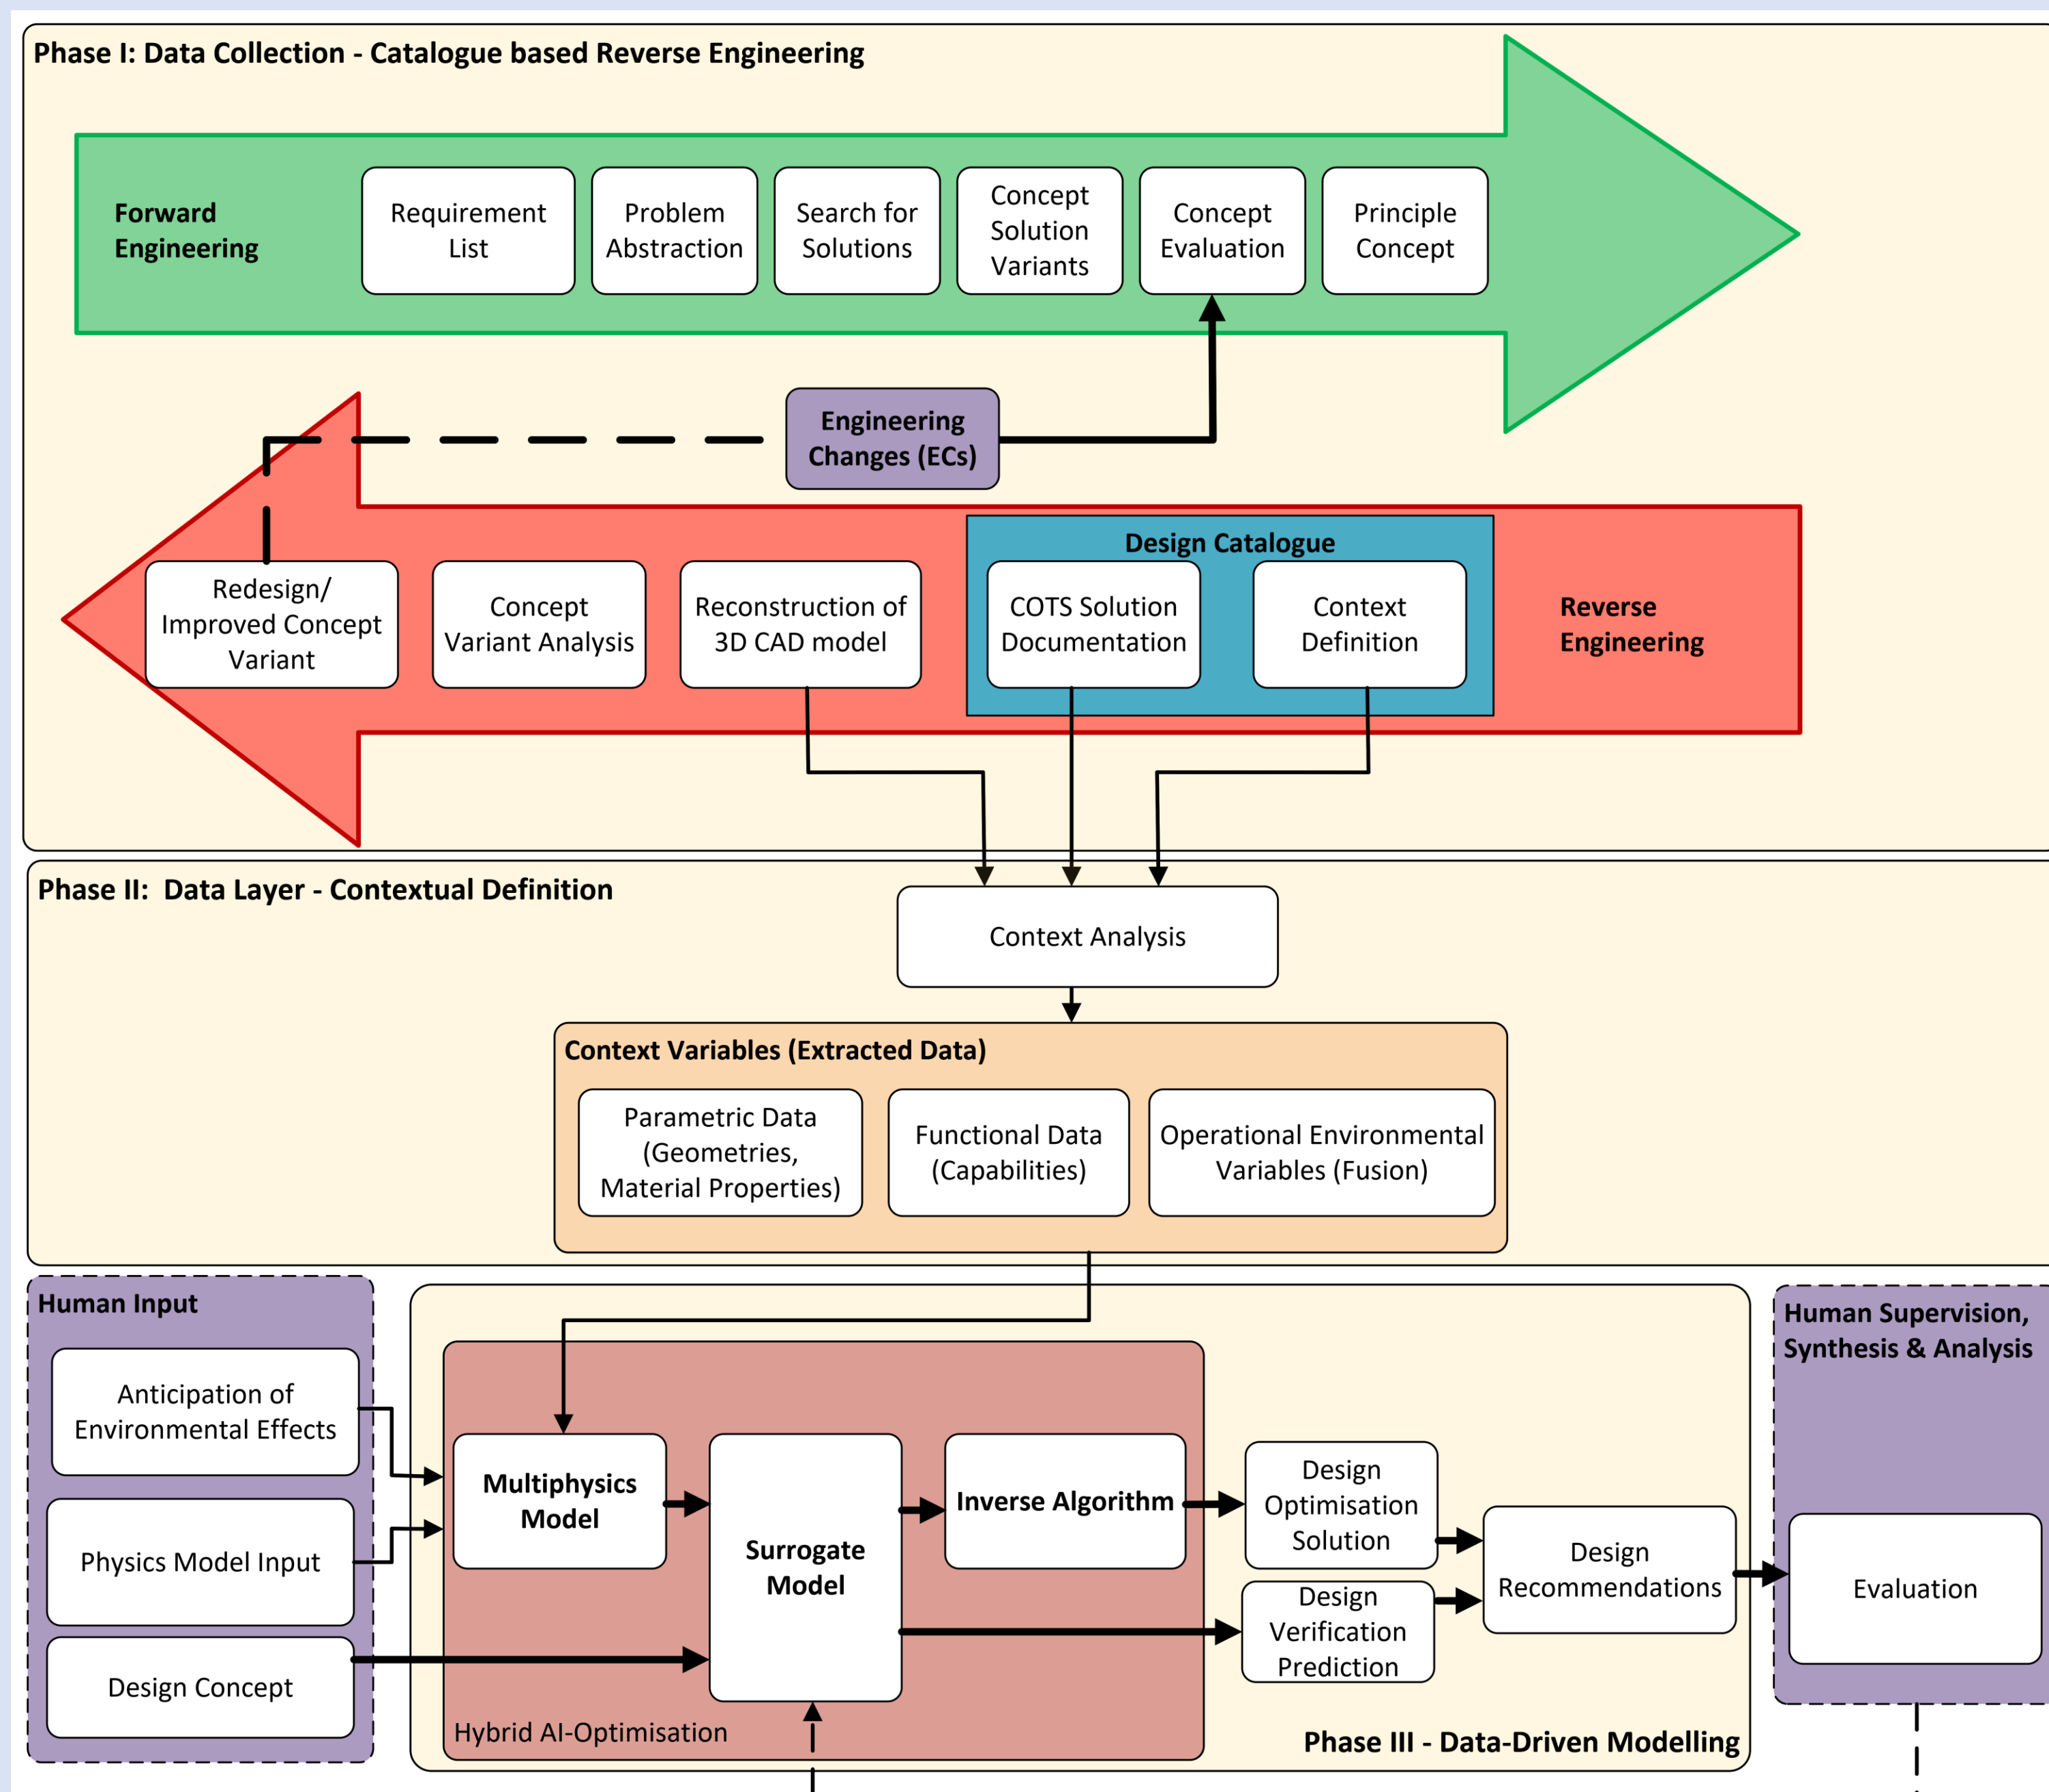 Phase I: Data Collection - Catalogue based Reverse Engineering
Forward
Engineering
Requirement
List
Problem
Abstraction
Search for
Solutions
Concept
Solution
Variants
Concept
Evaluation
Principle
Concept
Engineering
Changes (ECs)
Redesign/
Improved Concept
Variant
Concept
Variant Analysis
Reconstruction of
3D CAD model
Design Catalogue
COTS Solution
Documentation
Context
Definition
Reverse
Engineering
Phase II:  Data Layer - Contextual Definition
Context Analysis
Context Variables (Extracted Data)
Parametric Data
(Geometries,
Material Properties)
Functional Data
(Capabilities)
Operational Environmental
Variables (Fusion)
Human Input
Anticipation of
Environmental Effects
Physics Model Input
Design Concept
Multiphysics
Model
Surrogate
Model
Inverse Algorithm
Hybrid AI-Optimisation
Design
Optimisation
Solution
Design
Verification
Prediction
Design
Recommendations
Phase III - Data-Driven Modelling
Human Supervision,
Synthesis & Analysis
Evaluation